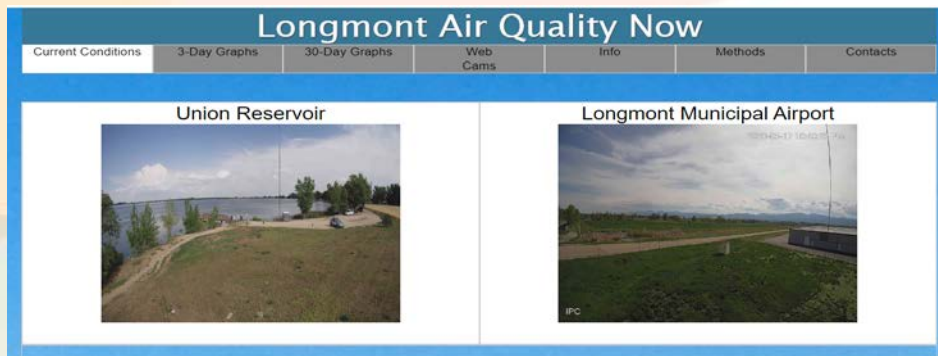 Longmont Air Quality Now
Current Conditions
3-Day Graphs
30-Day Graphs
Web
Cams
Info
Methods
Contacts
Union Reservoir
Longmont Municipal Airport
IPC